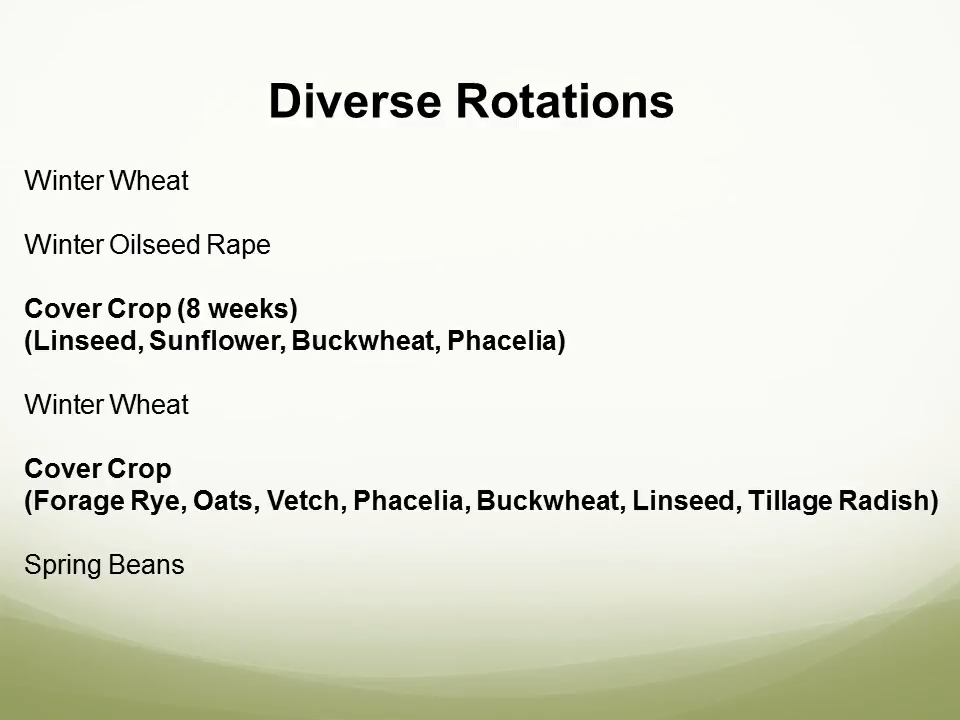 Diverse Rotations
Winter Wheat
Winter Oilseed Rape
Cover Crop (8 weeks)
(Linseed, Sunflower, Buckwheat, Phacelia)
Winter Wheat
Cover Crop
(Forage Rye, Oats, Vetch, Phacelia, Buckwheat, Linseed, Tillage Radish)
Spring Beans